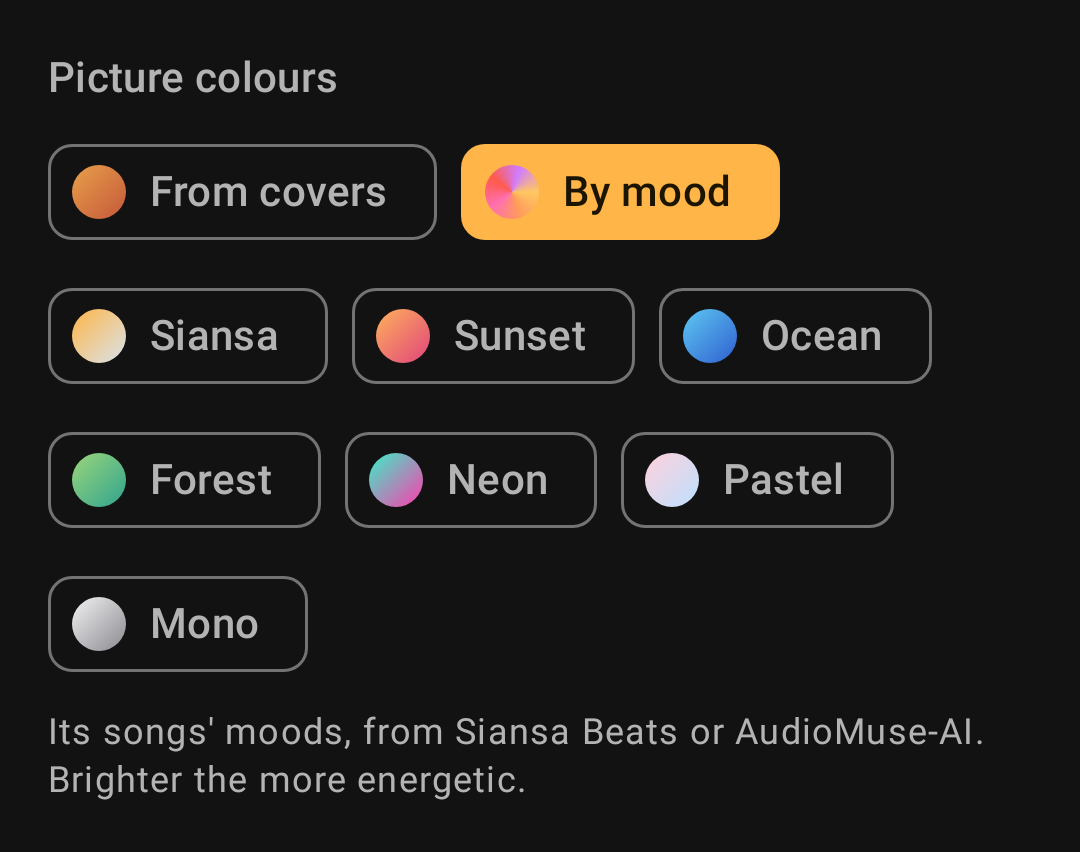 Picture colours
From covers
By mood
Siansa
Sunset
Ocean
Forest
Neon
Pastel
Mono
Its songs' moods, from Siansa Beats or AudioMuse-AI.
Brighter the more energetic.